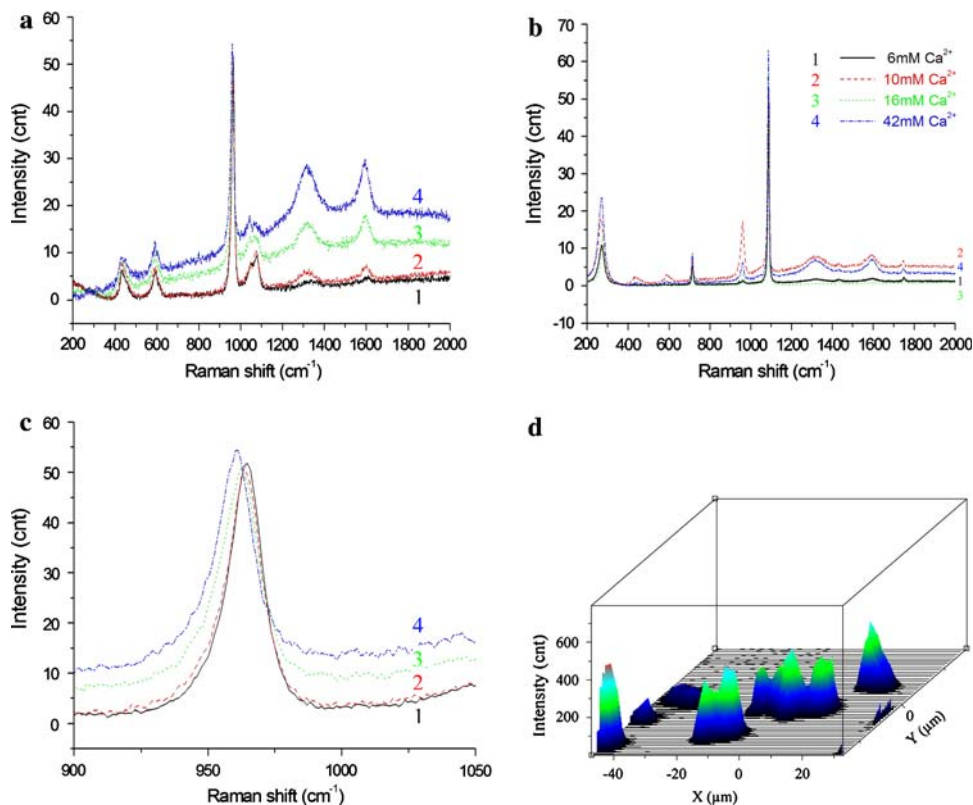 a
60
50
40
30
20
10
0
Intensity (cnt)
4
3
2
1
200 400 600 800 1000 1200 1400 1600 1800 2000
Raman shift (cm⁻¹)
b
70
60
50
40
30
20
10
0
-10
Intensity (cnt)
1 6mM Ca²⁺
2 10mM Ca²⁺
3 16mM Ca²⁺
4 42mM Ca²⁺
2
4
1
3
200 400 600 800 1000 1200 1400 1600 1800 2000
Raman shift (cm⁻¹)
c
60
50
40
30
20
10
0
Intensity (cnt)
4
3
2
1
900 950 1000 1050
Raman shift (cm⁻¹)
d
600
400
200
Intensity (cnt)
-40 -20 0 20
X (µm)
0
Y (µm)